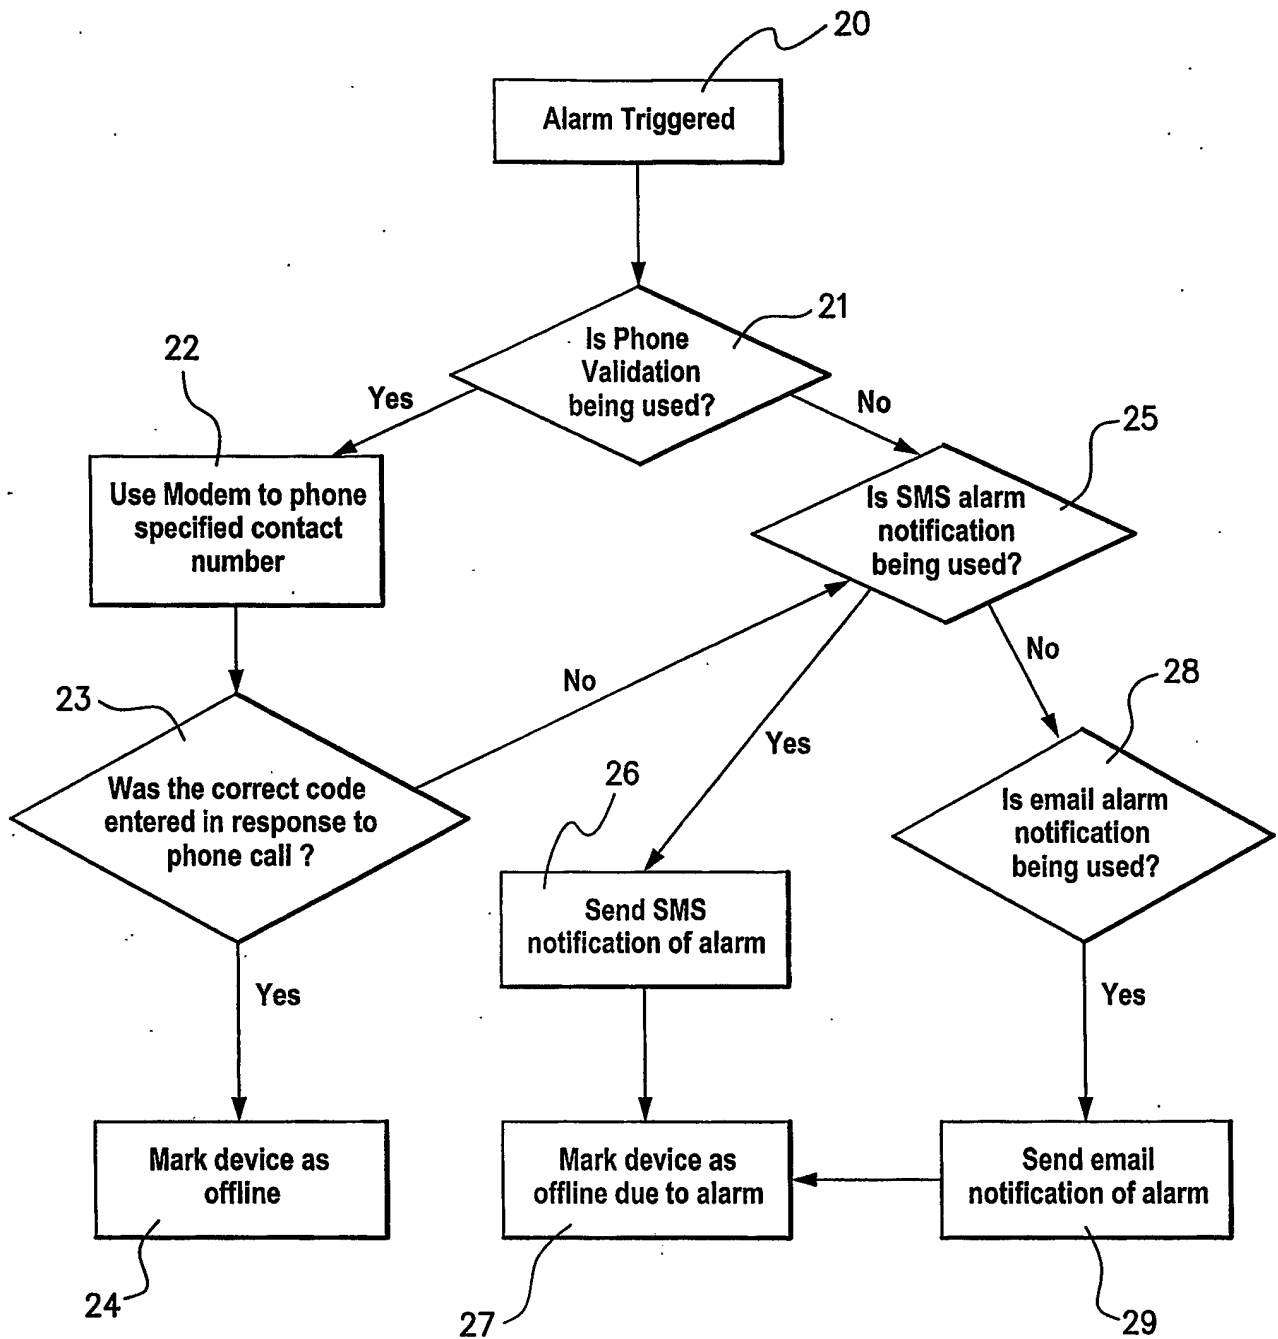 20
Alarm Triggered
21
Is Phone
Validation
being used?
Yes
No
22
Use Modem to phone
specified contact
number
25
Is SMS alarm
notification
being used?
No
No
Yes
23
Was the correct code
entered in response to
phone call ?
26
Send SMS
notification of alarm
28
Is email alarm
notification
being used?
Yes
Yes
Mark device as
offline
24
Mark device as
offline due to alarm
27
Send email
notification of alarm
29